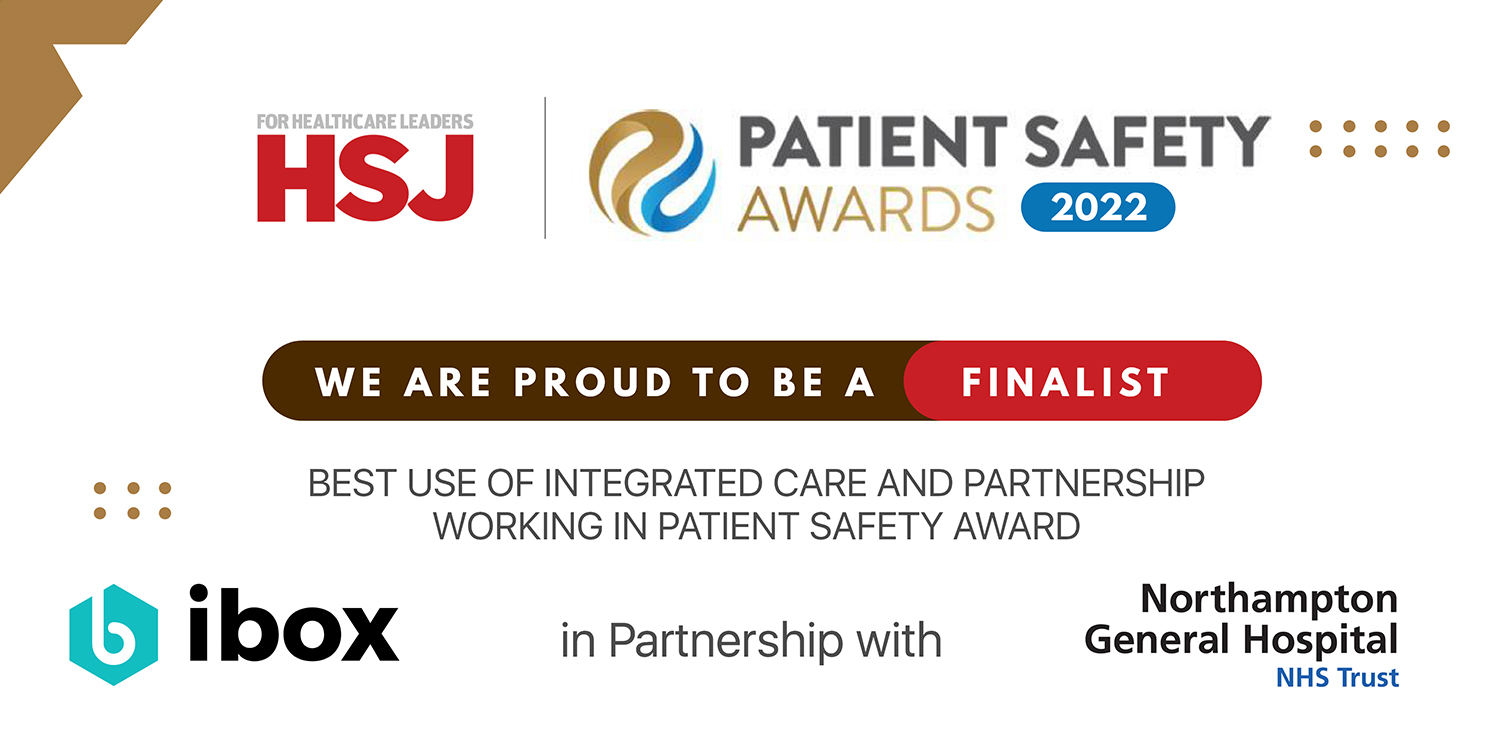 FOR HEALTHCARE LEADERS
HSJ
PATIENT SAFETY
AWARDS 2022
WE ARE PROUD TO BE A FINALIST
BEST USE OF INTEGRATED CARE AND PARTNERSHIP
WORKING IN PATIENT SAFETY AWARD
ibox
in Partnership with
Northampton
General Hospital
NHS Trust